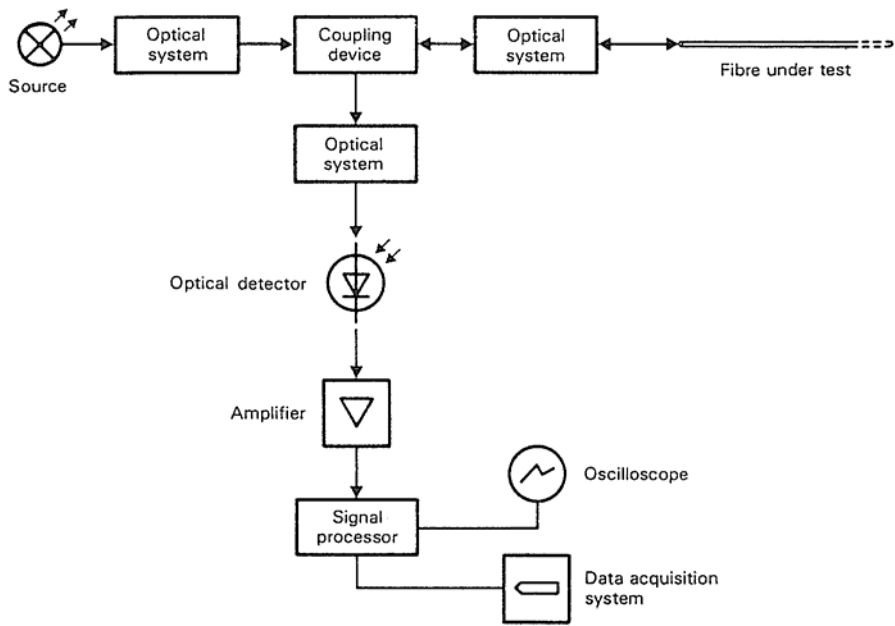 Source
Optical
system
Coupling
device
Optical
system
Fibre under test
Optical
system
Optical detector
Amplifier
Signal
processor
Oscilloscope
Data acquisition
system